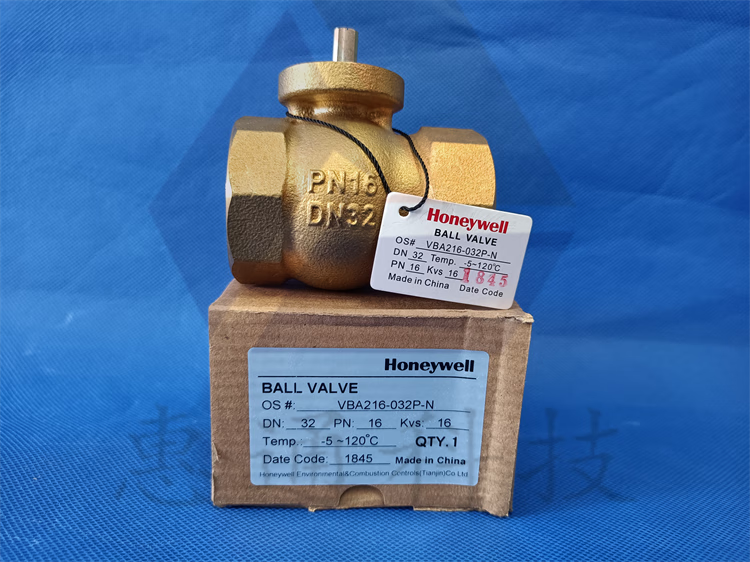 PN16
DN32
Honeywell
BALL VALVE
OS# VBA216-032P-N
DN 32 Temp. -5~120℃
PN 16 Kvs 16
1845
Made in China Date Code
Honeywell
BALL VALVE
OS #: VBA216-032P-N
DN: 32 PN: 16 Kvs: 16
Temp.: -5 ~120℃ QTY.1
Date Code: 1845 Made in China
Honeywell Environmental&Combustion Controls(Tianjin)Co Ltd
惠 技